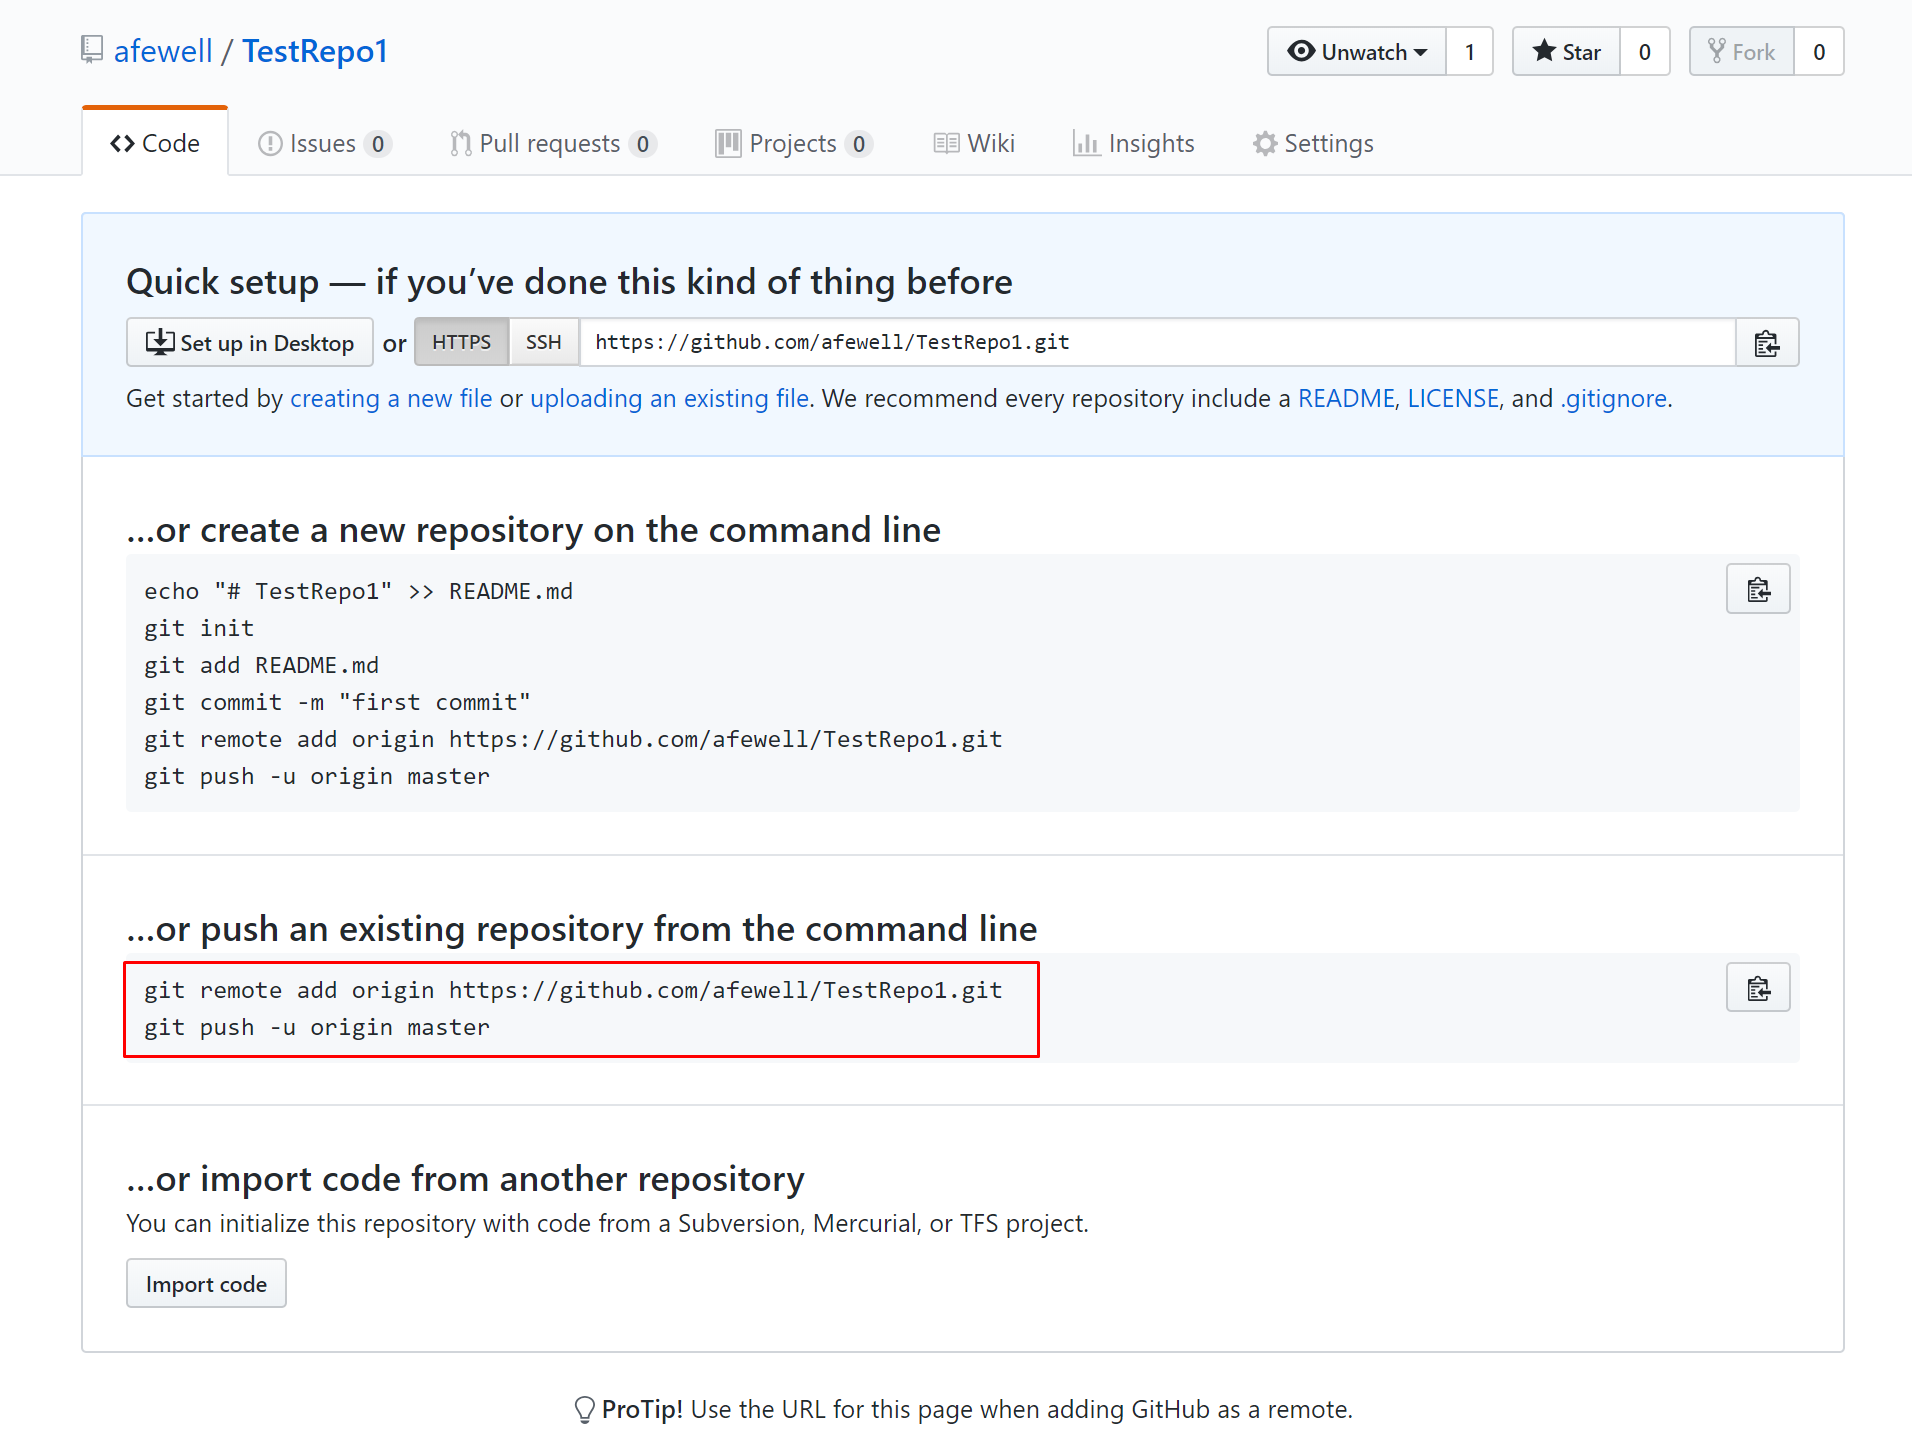 afewell / TestRepo1
Unwatch 1 Star 0 Fork 0
Code Issues 0 Pull requests 0 Projects 0 Wiki Insights Settings
Quick setup — if you’ve done this kind of thing before
Set up in Desktop or HTTPS SSH https://github.com/afewell/TestRepo1.git
Get started by creating a new file or uploading an existing file. We recommend every repository include a README, LICENSE, and .gitignore.
…or create a new repository on the command line
echo "# TestRepo1" >> README.md
git init
git add README.md
git commit -m "first commit"
git remote add origin https://github.com/afewell/TestRepo1.git
git push -u origin master
…or push an existing repository from the command line
git remote add origin https://github.com/afewell/TestRepo1.git
git push -u origin master
…or import code from another repository
You can initialize this repository with code from a Subversion, Mercurial, or TFS project.
Import code
ProTip! Use the URL for this page when adding GitHub as a remote.